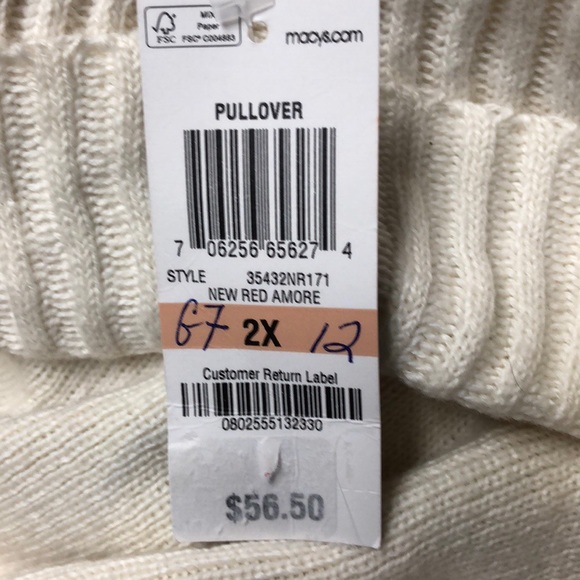 MIX
Paper
FSC
FSC® C004883
macys.com
PULLOVER
7 06256 65627 4
STYLE 35432NR171
NEW RED AMORE
67 2X 12
Customer Return Label
0802555132330
$56.50